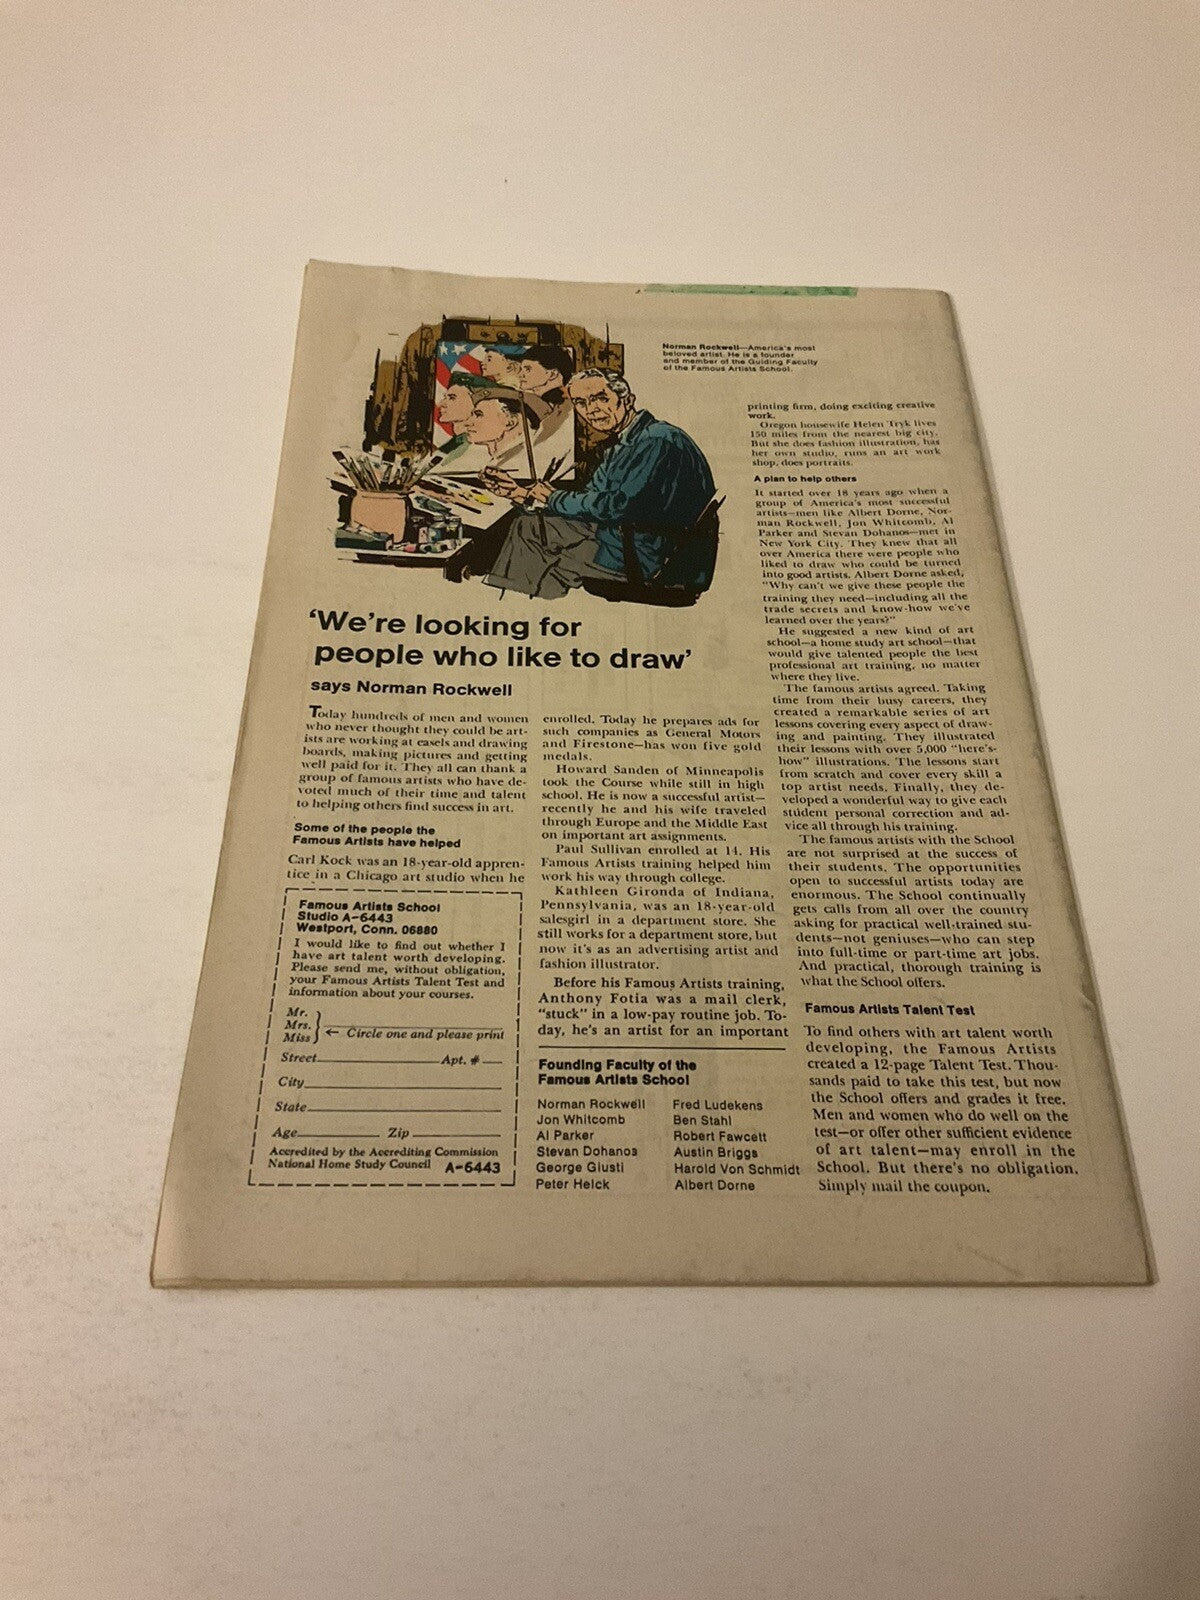 Norman Rockwell—America's most
beloved artist. He is a founder
and member of the Guiding Faculty
of the Famous Artists School.
'We're looking for
people who like to draw'
says Norman Rockwell
Today hundreds of men and women
who never thought they could be art-
ists are working at easels and drawing
boards, making pictures and getting
well paid for it. They all can thank a
group of famous artists who have de-
voted much of their time and talent
to helping others find success in art.
Some of the people the
Famous Artists have helped
Carl Kock was an 18-year-old appren-
tice in a Chicago art studio when he
enrolled. Today he prepares ads for
such companies as General Motors
and Firestone—has won five gold
medals.
Howard Sanden of Minneapolis
took the Course while still in high
school. He is now a successful artist—
recently he and his wife traveled
through Europe and the Middle East
on important art assignments.
Paul Sullivan enrolled at 14. His
Famous Artists training helped him
work his way through college.
Kathleen Gironda of Indiana,
Pennsylvania, was an 18-year-old
salesgirl in a department store. She
still works for a department store, but
now it's as an advertising artist and
fashion illustrator.
Before his Famous Artists training,
Anthony Fotia was a mail clerk,
"stuck" in a low-pay routine job. To-
day, he's an artist for an important
printing firm, doing exciting creative
work.
Oregon housewife Helen Tryk lives
150 miles from the nearest big city.
But she does fashion illustration, has
her own studio, runs an art work
shop, does portraits.
A plan to help others
It started over 18 years ago when a
group of America's most successful
artists—men like Albert Dorne, Nor-
man Rockwell, Jon Whitcomb, Al
Parker and Stevan Dohanos—met in
New York City. They knew that all
over America there were people who
liked to draw who could be turned
into good artists. Albert Dorne asked,
"Why can't we give these people the
training they need—including all the
trade secrets and know-how we've
learned over the years?"
He suggested a new kind of art
school—a home study art school—that
would give talented people the best
professional art training, no matter
where they live.
The famous artists agreed. Taking
time from their busy careers, they
created a remarkable series of art
lessons covering every aspect of draw-
ing and painting. They illustrated
their lessons with over 5,000 "here's-
how" illustrations. The lessons start
from scratch and cover every skill a
top artist needs. Finally, they de-
veloped a wonderful way to give each
student personal correction and ad-
vice all through his training.
The famous artists with the School
are not surprised at the success of
their students. The opportunities
open to successful artists today are
enormous. The School continually
gets calls from all over the country
asking for practical well-trained stu-
dents—not geniuses—who can step
into full-time or part-time art jobs.
And practical, thorough training is
what the School offers.
Famous Artists Talent Test
To find others with art talent worth
developing, the Famous Artists
created a 12-page Talent Test. Thou-
sands paid to take this test, but now
the School offers and grades it free.
Men and women who do well on the
test—or offer other sufficient evidence
of art talent—may enroll in the
School. But there's no obligation.
Simply mail the coupon.
Famous Artists School
Studio A-6443
Westport, Conn. 06880
I would like to find out whether I
have art talent worth developing.
Please send me, without obligation,
your Famous Artists Talent Test and
information about your courses.
Mr.
Mrs.
Miss
← Circle one and please print
Street Apt. #
City
State
Age Zip
Accredited by the Accrediting Commission
National Home Study Council A-6443
Founding Faculty of the
Famous Artists School
Norman Rockwell
Jon Whitcomb
Al Parker
Stevan Dohanos
George Giusti
Peter Helck
Fred Ludekens
Ben Stahl
Robert Fawcett
Austin Briggs
Harold Von Schmidt
Albert Dorne